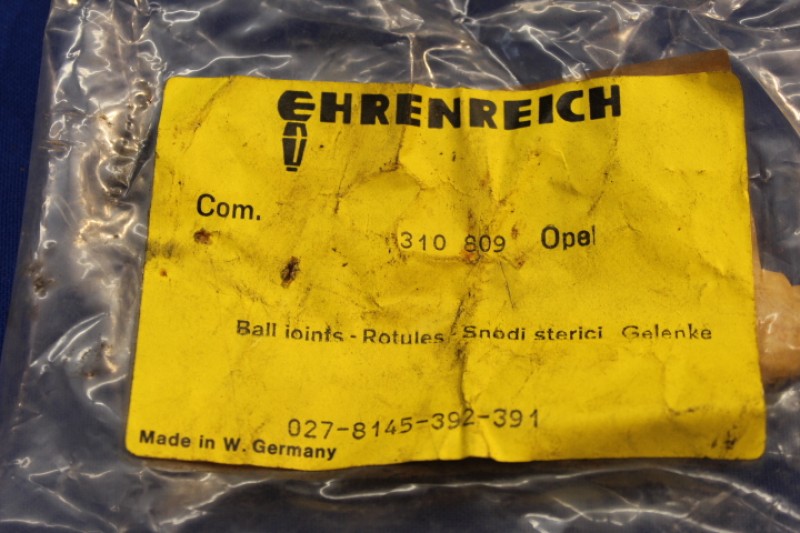 EHRENREICH
Com.
310 809 Opel
Ball joints - Rotules - Snodi sterici Gelenke
027-8145-392-391
Made in W. Germany